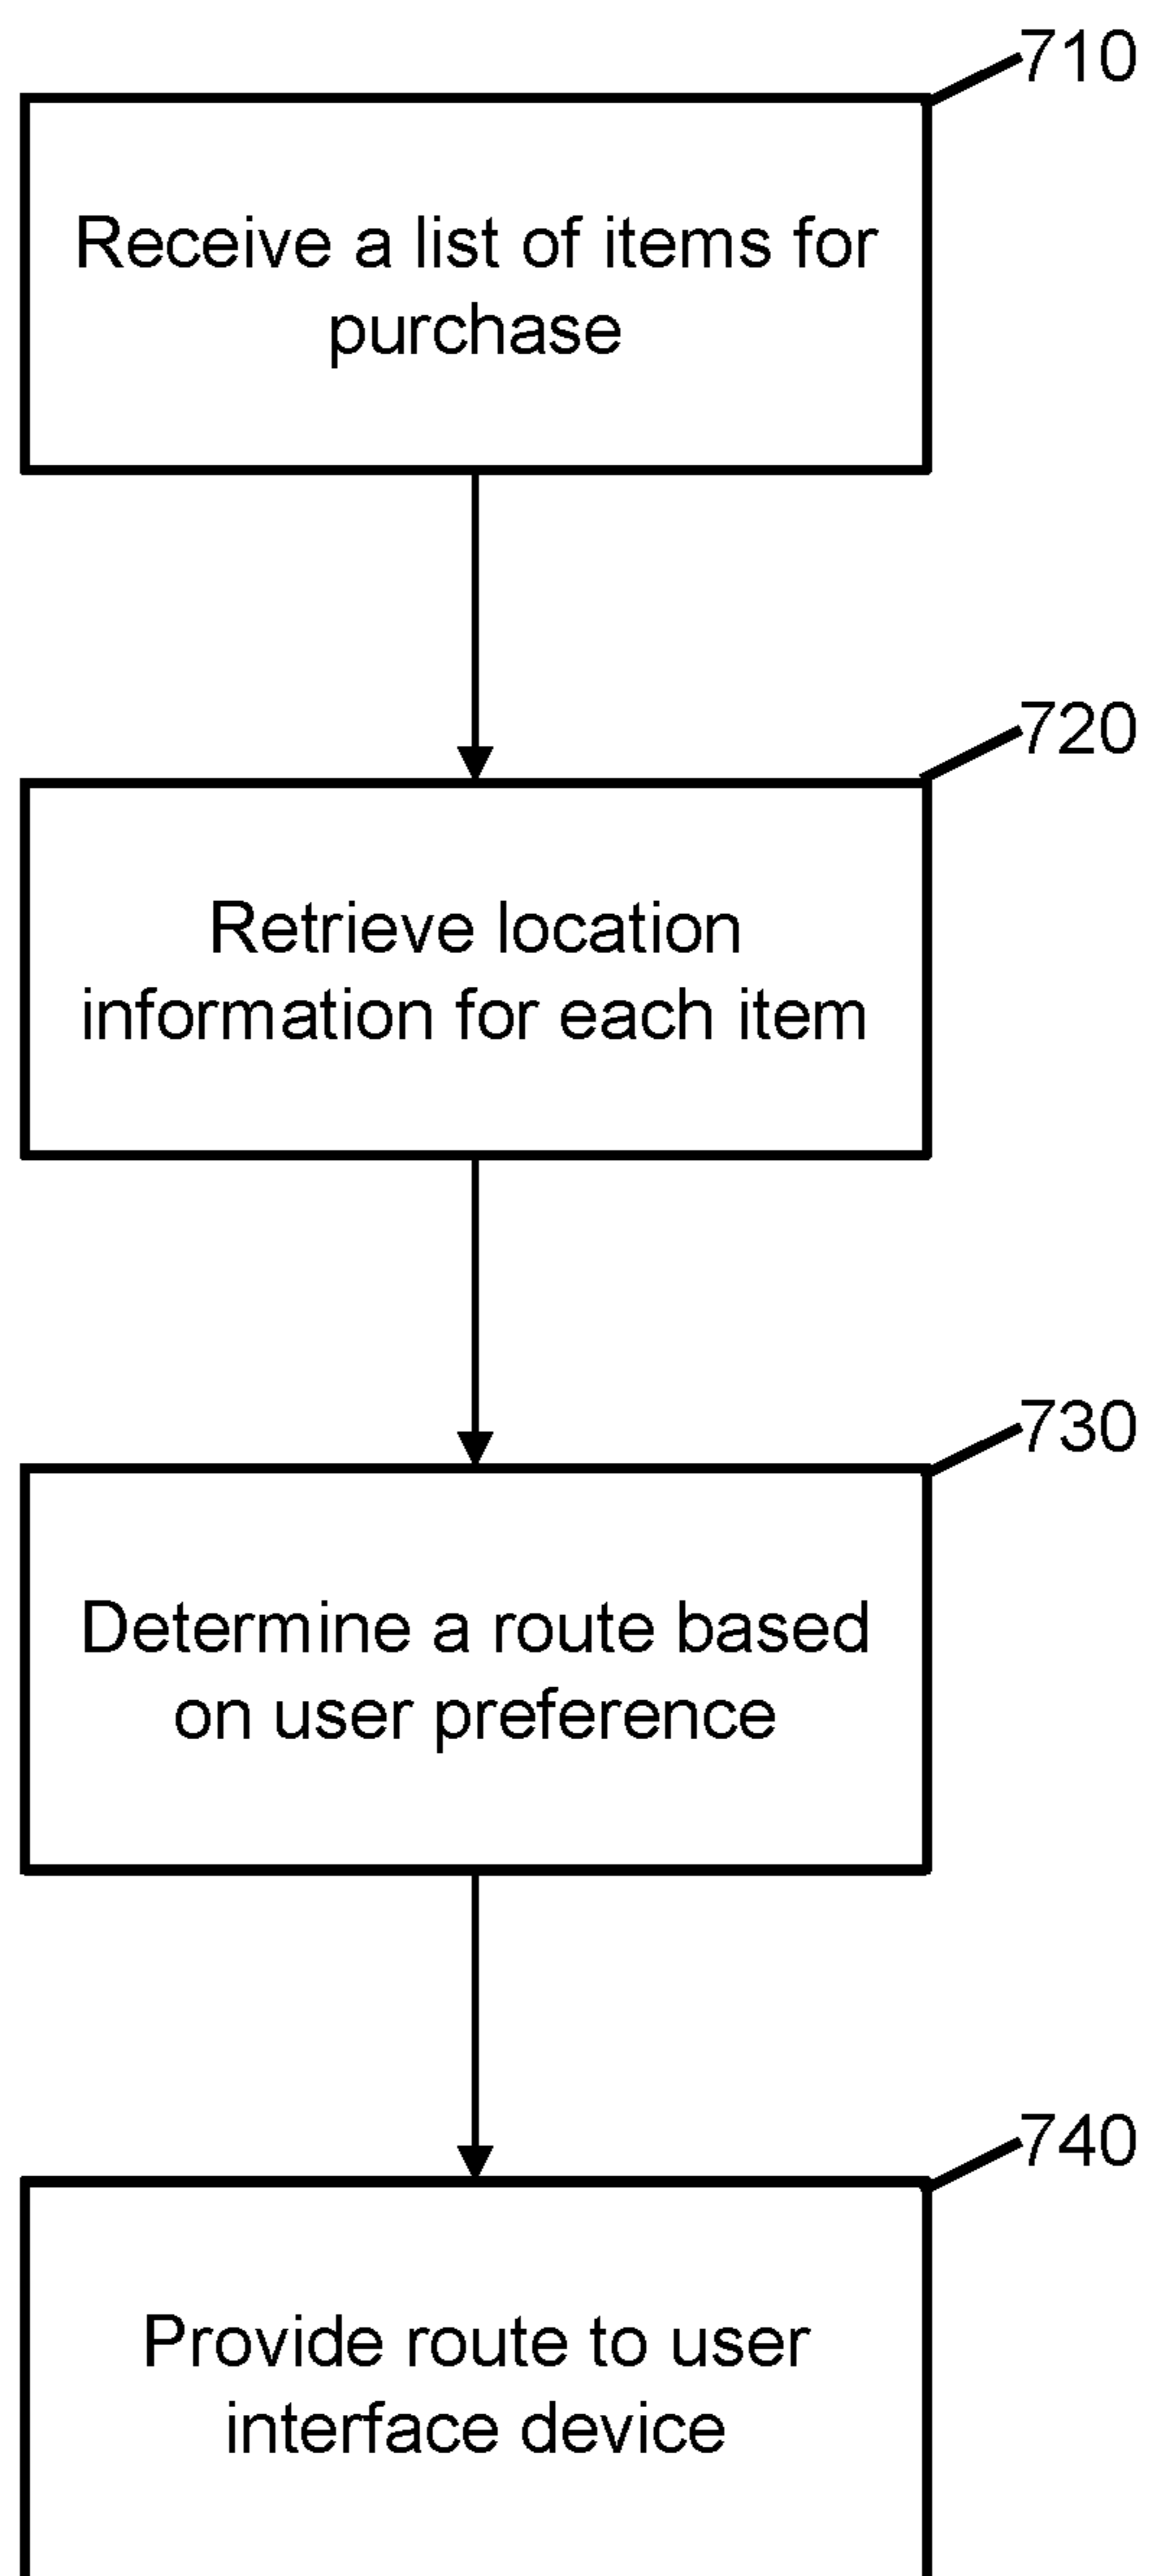 710
Receive a list of items for
purchase
720
Retrieve location
information for each item
730
Determine a route based
on user preference
740
Provide route to user
interface device